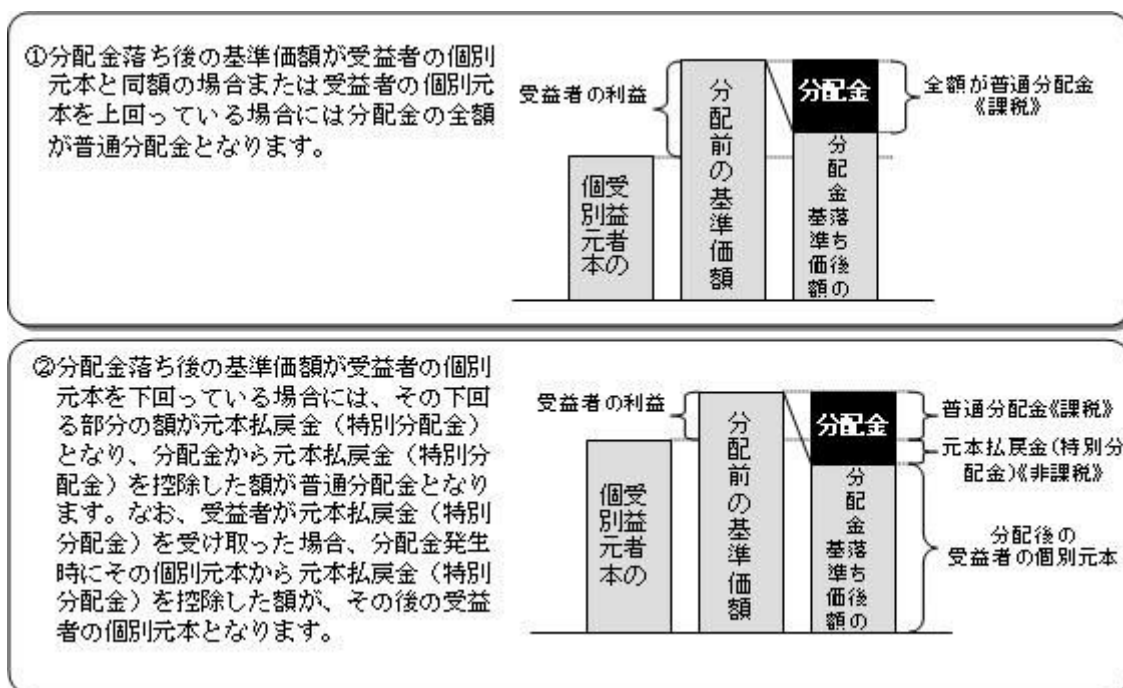 ①分配金落ち後の基準価額が受益者の個別
元本と同額の場合または受益者の個別元
本を上回っている場合には分配金の全額
が普通分配金となります。
受益者の利益
個別元本の
受益者
分配前の基準価額
分配金
分配金落ち後の
基準価額
全額が普通分配金
《課税》
②分配金落ち後の基準価額が受益者の個別
元本を下回っている場合には、その下回
る部分の額が元本払戻金（特別分配金）
となり、分配金から元本払戻金（特別分
配金）を控除した額が普通分配金となり
ます。なお、受益者が元本払戻金（特別
分配金）を受け取った場合、分配金発生
時にその個別元本から元本払戻金（特別
分配金）を控除した額が、その後の受益
者の個別元本となります。
受益者の利益
受益者の
個別元本
分配前の基準価額
分配金
分配金落ち後の
基準価額
普通分配金《課税》
元本払戻金(特別分
配金)《非課税》
分配後の
受益者の個別元本